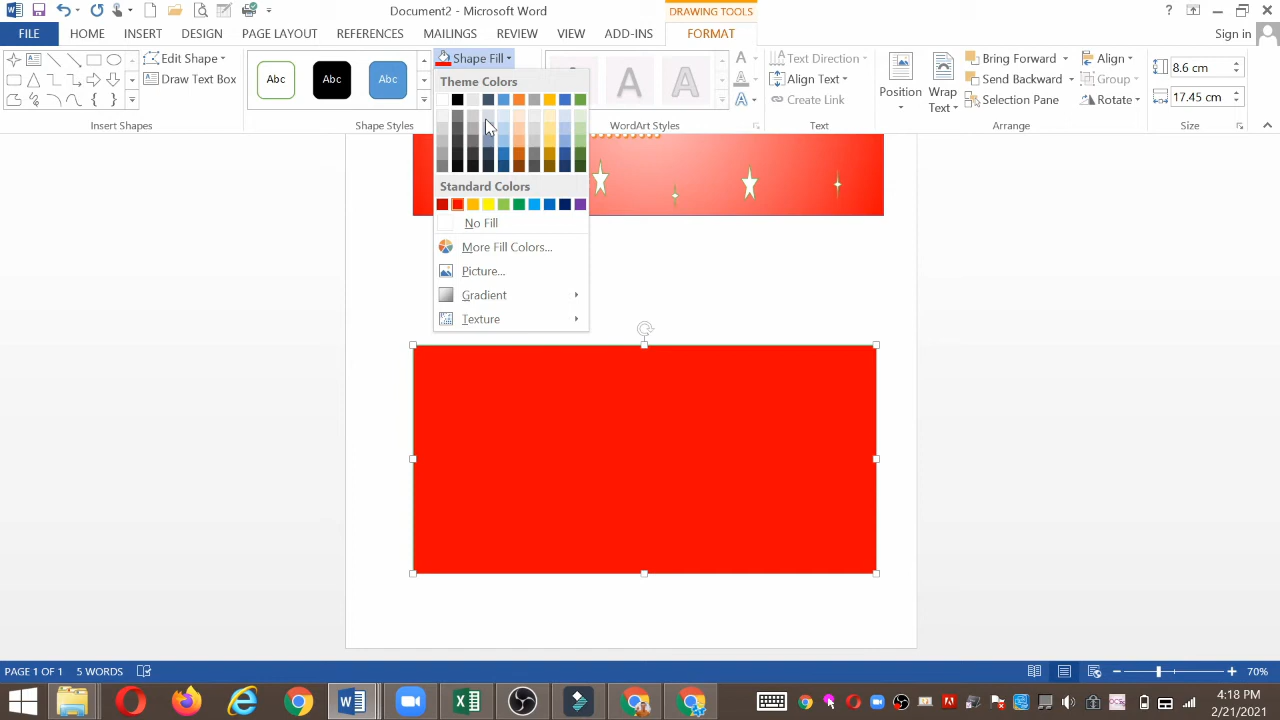 Document2 - Microsoft Word
DRAWING TOOLS
?
FILE
HOME
INSERT
DESIGN
PAGE LAYOUT
REFERENCES
MAILINGS
REVIEW
VIEW
ADD-INS
FORMAT
Sign in
Edit Shape
Draw Text Box
Insert Shapes
Abc
Abc
Abc
Shape Styles
Shape Fill
A
A
WordArt Styles
A
A
A
Text Direction
Align Text
Create Link
Text
Position
Wrap
Text
Bring Forward
Send Backward
Selection Pane
Align
Group
Rotate
Arrange
8.6 cm
17.45 cm
Size
Theme Colors
Standard Colors
No Fill
More Fill Colors...
Picture...
Gradient
Texture
PAGE 1 OF 1
5 WORDS
70%
4:18 PM
2/21/2021